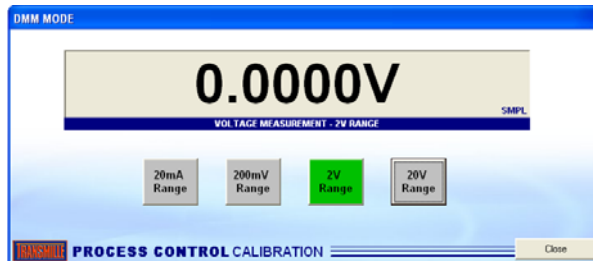 DMM MODE
0.0000V
SMPL
VOLTAGE MEASUREMENT - 2V RANGE
20mA
Range
200mV
Range
2V
Range
20V
Range
TRANSMILLE PROCESS CONTROL CALIBRATION
Close